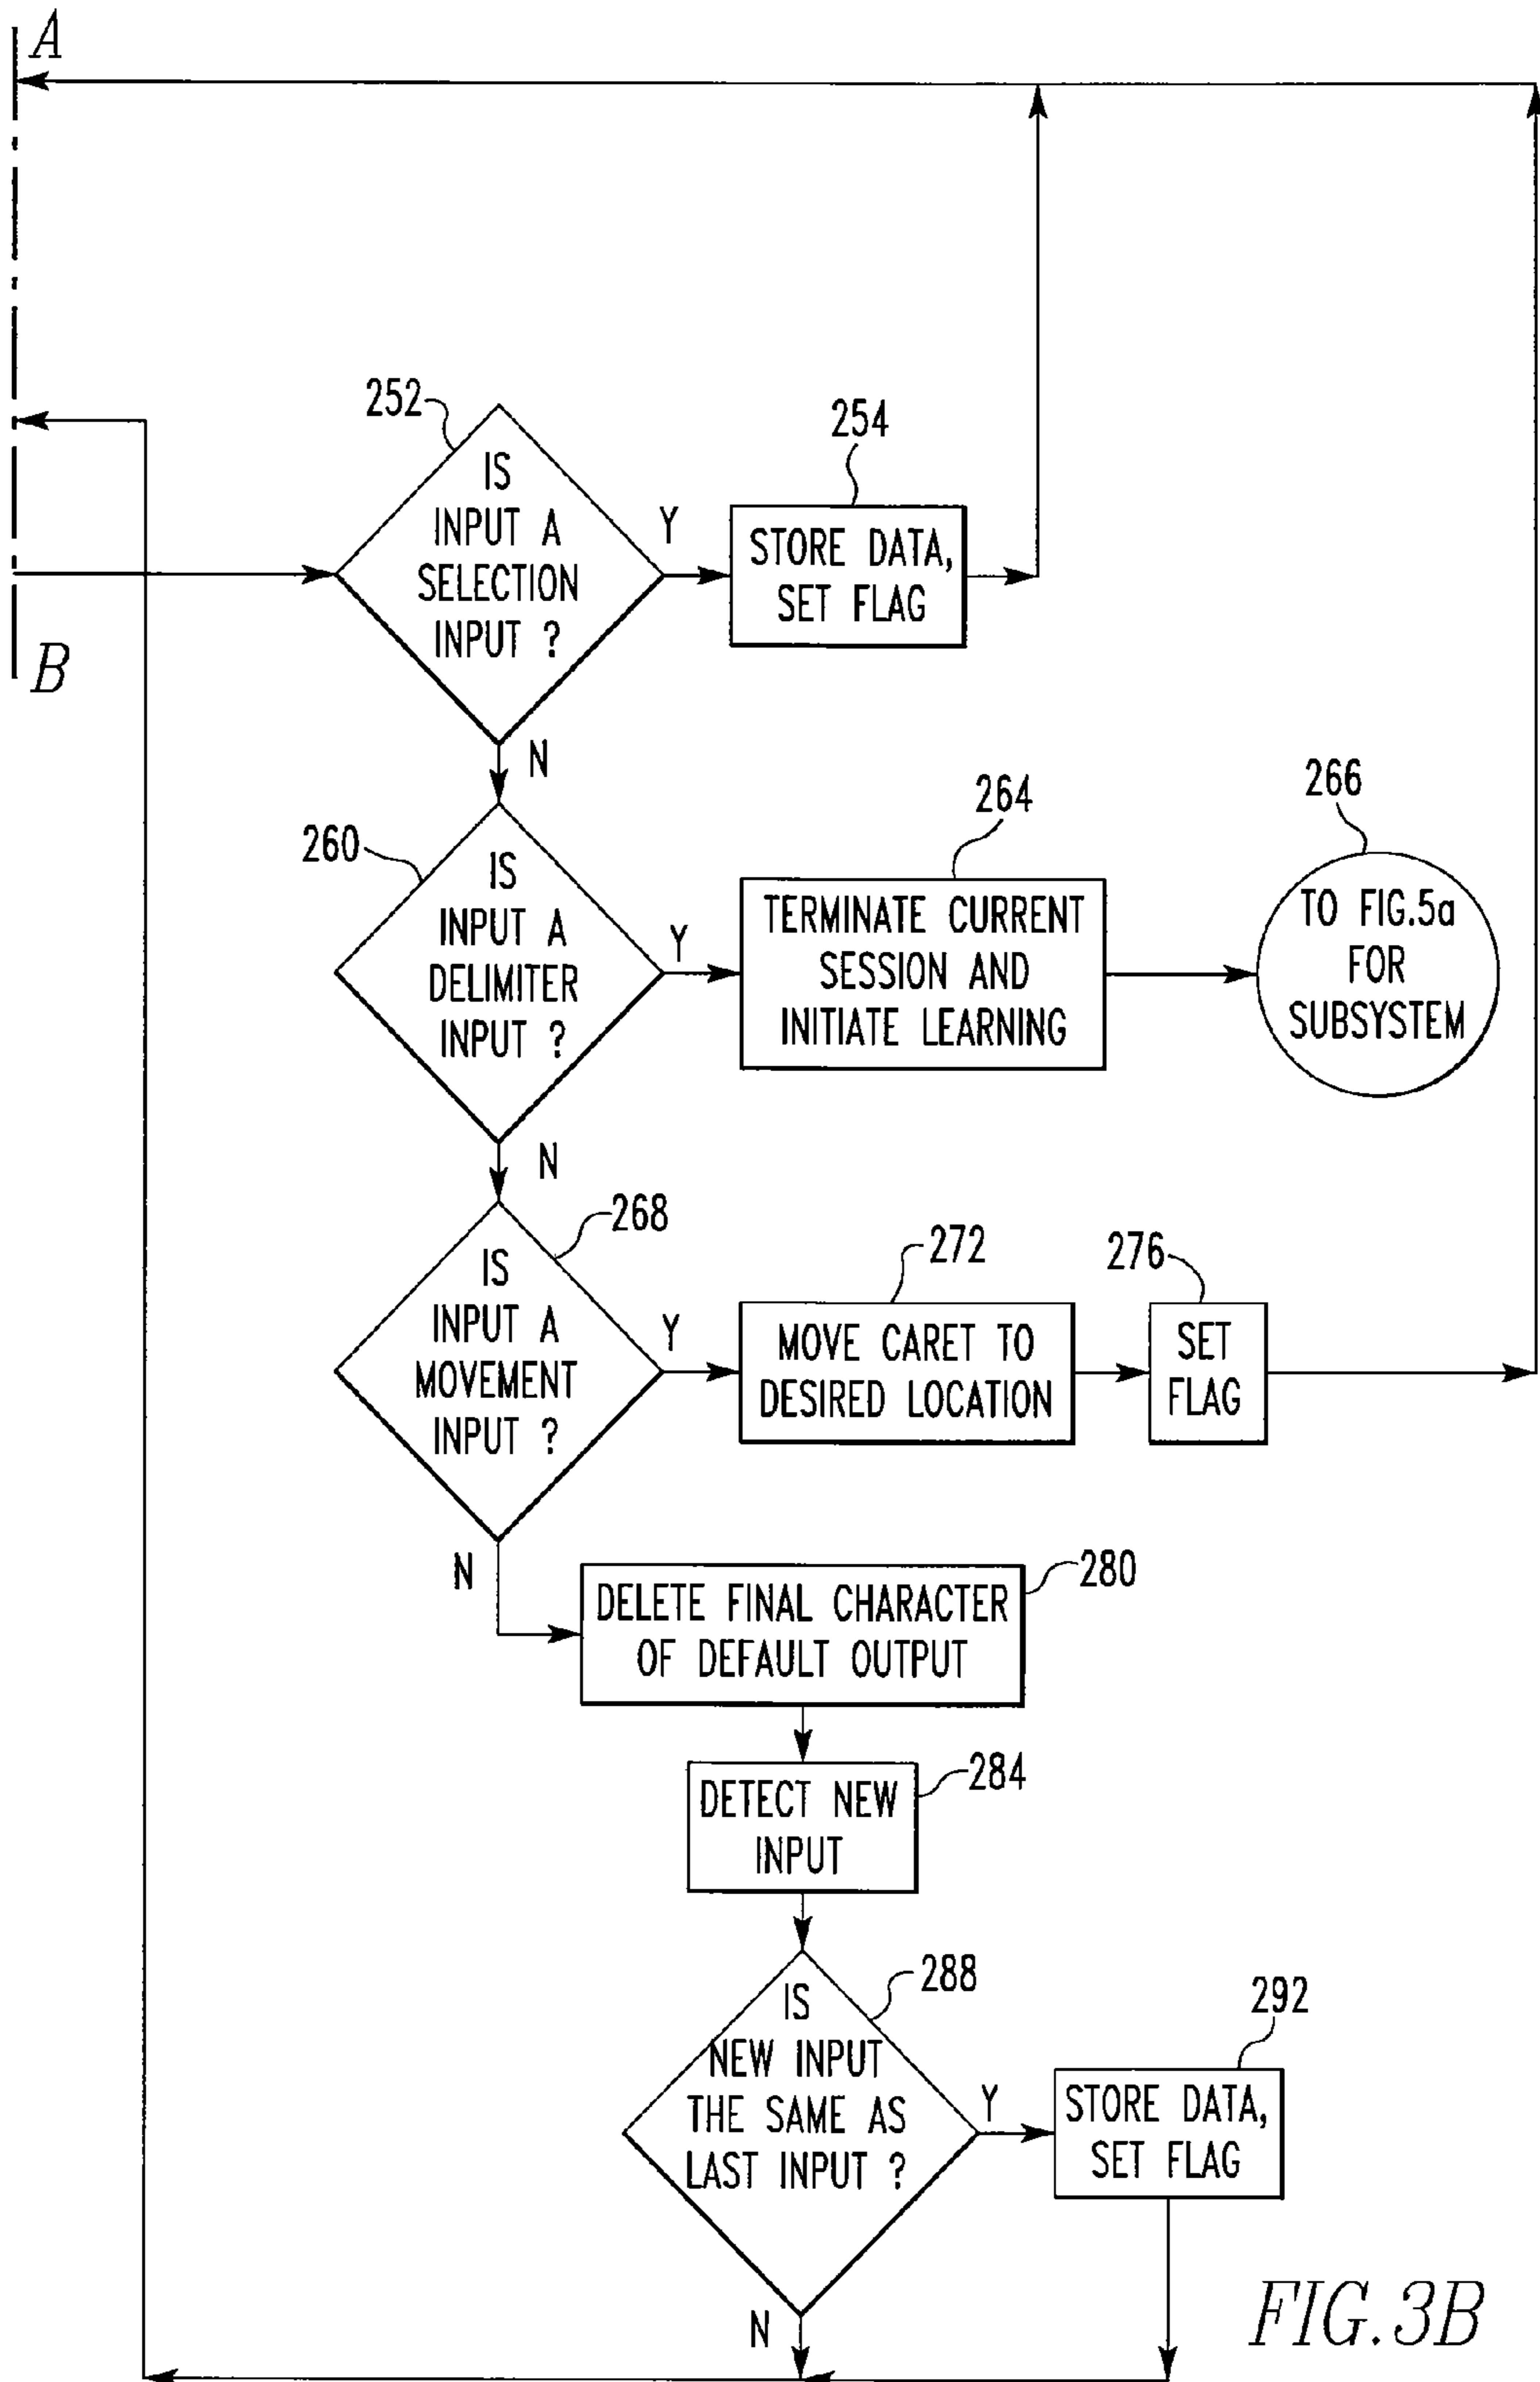 A
252
IS
INPUT A
SELECTION
INPUT ?
Y
254
STORE DATA,
SET FLAG
B
N
260
IS
INPUT A
DELIMITER
INPUT ?
Y
264
TERMINATE CURRENT
SESSION AND
INITIATE LEARNING
266
TO FIG.5a
FOR
SUBSYSTEM
N
268
IS
INPUT A
MOVEMENT
INPUT ?
Y
272
MOVE CARET TO
DESIRED LOCATION
276
SET
FLAG
N
280
DELETE FINAL CHARACTER
OF DEFAULT OUTPUT
284
DETECT NEW
INPUT
288
IS
NEW INPUT
THE SAME AS
LAST INPUT ?
Y
292
STORE DATA,
SET FLAG
N
FIG.3B